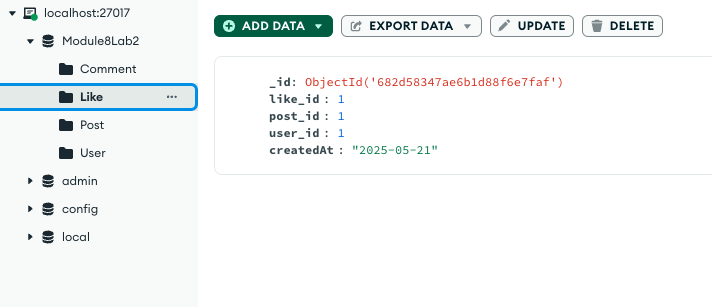 localhost:27017
Module8Lab2
Comment
Like ...
Post
User
admin
config
local
ADD DATA EXPORT DATA UPDATE DELETE
_id: ObjectId('682d58347ae6b1d88f6e7faf')
like_id : 1
post_id : 1
user_id : 1
createdAt : "2025-05-21"